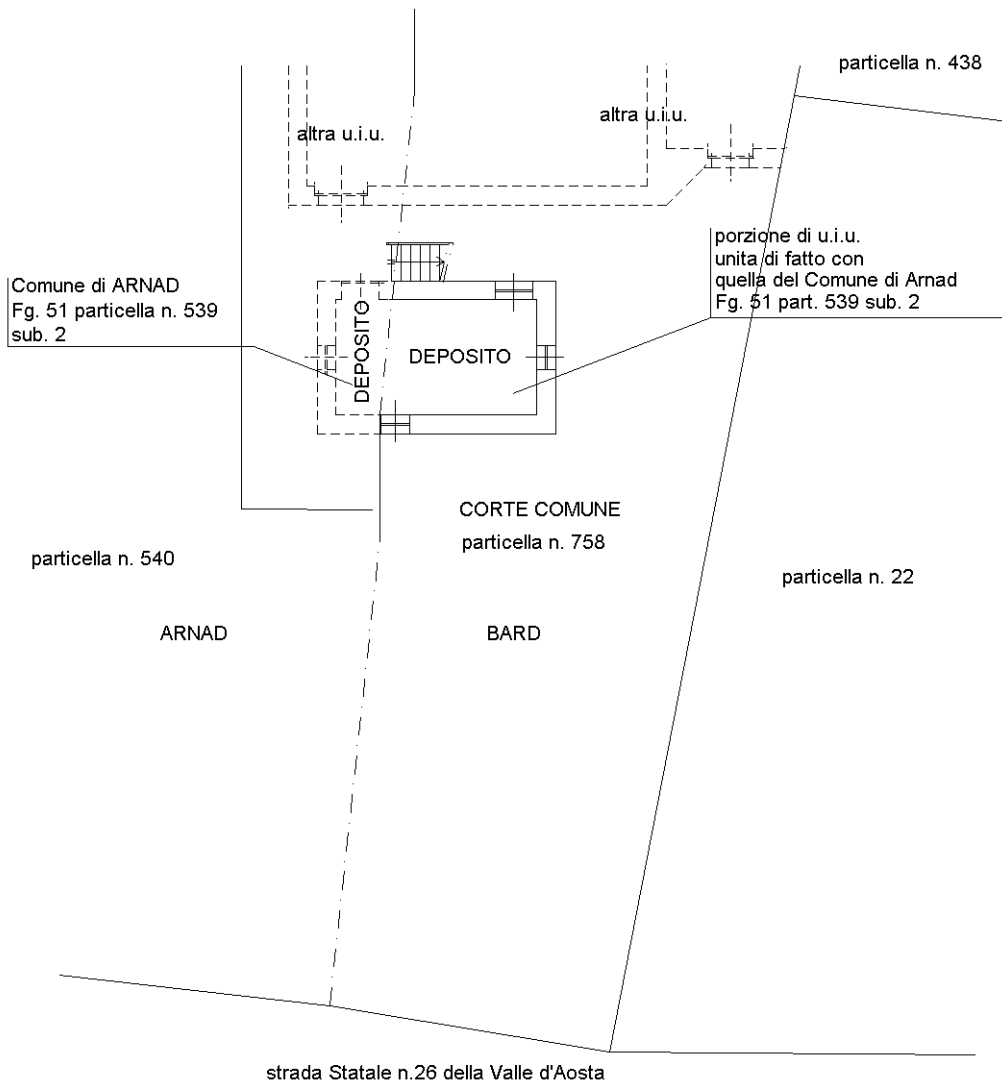 particella n. 438
altra u.i.u.
altra u.i.u.
porzione di u.i.u.
unita di fatto con
quella del Comune di Arnad
Fg. 51 part. 539 sub. 2
Comune di ARNAD
Fg. 51 particella n. 539
sub. 2
DEPOSITO
DEPOSITO
CORTE COMUNE
particella n. 758
particella n. 540
particella n. 22
ARNAD
BARD
strada Statale n.26 della Valle d'Aosta